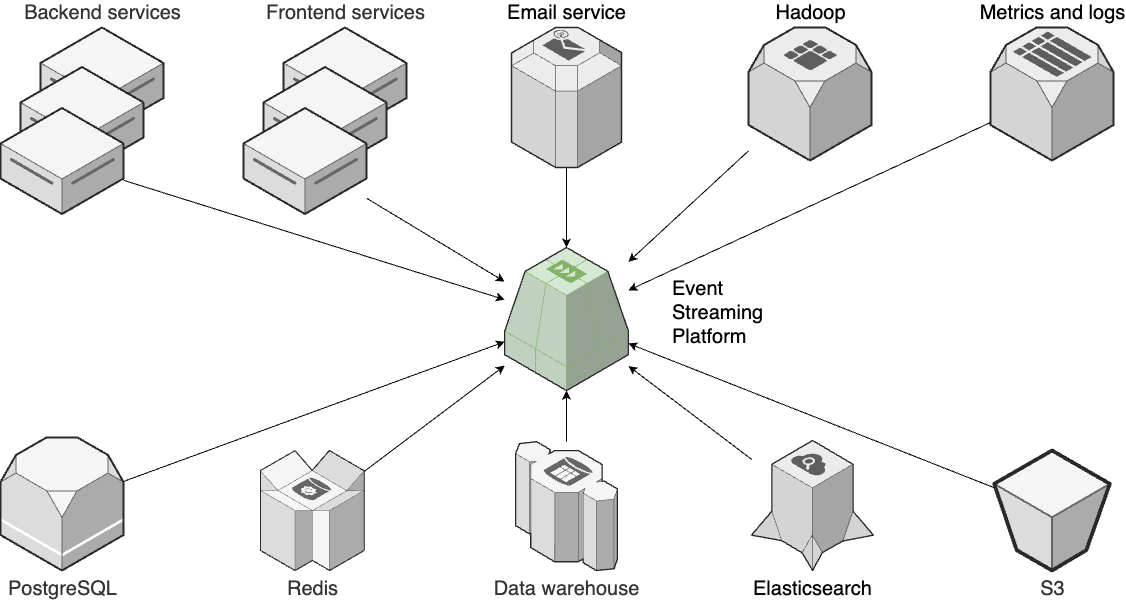 Backend services
Frontend services
Email service
Hadoop
Metrics and logs
@
Event
Streaming
Platform
PostgreSQL
Redis
Data warehouse
Elasticsearch
S3